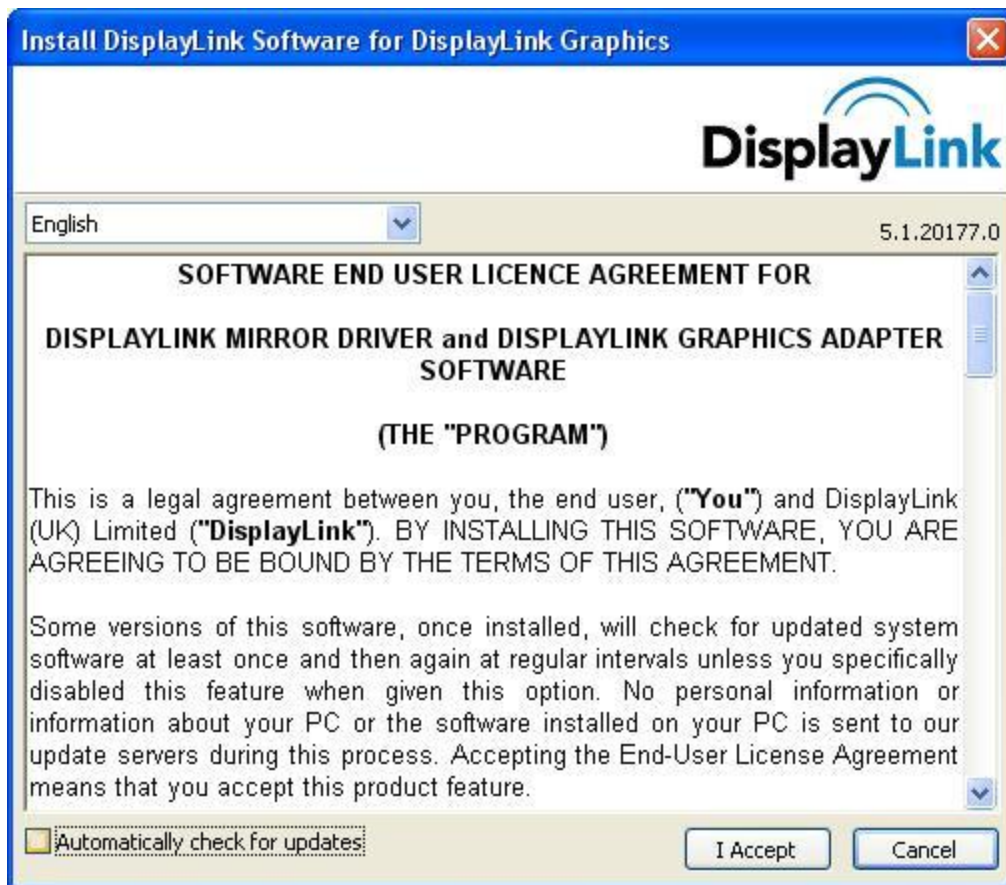 Install DisplayLink Software for DisplayLink Graphics
DisplayLink
English
5.1.20177.0
SOFTWARE END USER LICENCE AGREEMENT FOR
DISPLAYLINK MIRROR DRIVER and DISPLAYLINK GRAPHICS ADAPTER
SOFTWARE
(THE "PROGRAM")
This is a legal agreement between you, the end user, ("You") and DisplayLink
(UK) Limited ("DisplayLink"). BY INSTALLING THIS SOFTWARE, YOU ARE
AGREEING TO BE BOUND BY THE TERMS OF THIS AGREEMENT.
Some versions of this software, once installed, will check for updated system
software at least once and then again at regular intervals unless you specifically
disabled this feature when given this option. No personal information or
information about your PC or the software installed on your PC is sent to our
update servers during this process. Accepting the End-User License Agreement
means that you accept this product feature.
Automatically check for updates
I Accept
Cancel